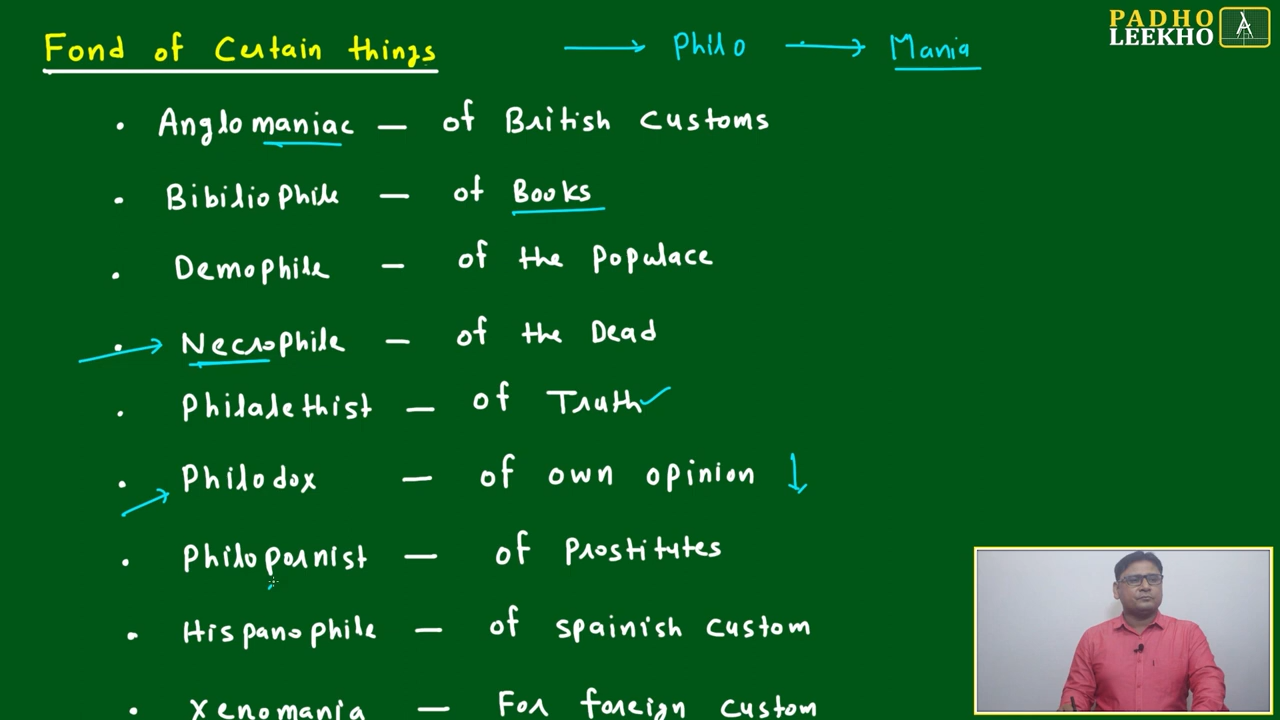 Fond of Certain things → Philo → Mania
PADHO
LEEKHO
• Anglomaniac — of British Customs
• Bibiliophile — of Books
• Demophile — of the Populace
• Necrophile — of the Dead
• Philalethist — of Truth
• Philodox — of own opinion ↓
• Philopornist — of Prostitutes
• Hispanophile — of spainish custom
• Xenomania — For foreign custom